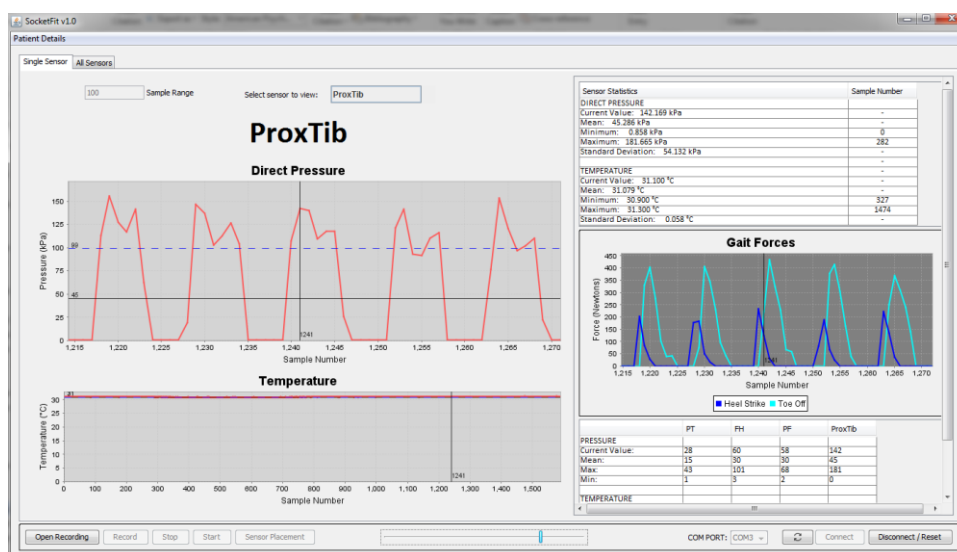 SocketFit v1.0
Patient Details
Single Sensor All Sensors
100 Sample Range Select sensor to view: ProxTib
ProxTib
Direct Pressure
Pressure (kPa)
150
125
100
99
75
50
45
25
0
1241
1,215 1,220 1,225 1,230 1,235 1,240 1,245 1,250 1,255 1,260 1,265 1,270
Sample Number
Temperature
Temperature (°C)
31
30
25
20
15
10
5
0
1241
0 100 200 300 400 500 600 700 800 900 1,000 1,100 1,200 1,300 1,400 1,500
Sample Number
Sensor Statistics Sample Number
DIRECT PRESSURE
Current Value: 142.169 kPa -
Mean: 45.286 kPa -
Minimum: 0.858 kPa 0
Maximum: 181.665 kPa 282
Standard Deviation: 54.132 kPa -
-
TEMPERATURE -
Current Value: 31.100 °C -
Mean: 31.079 °C -
Minimum: 30.900 °C 327
Maximum: 31.300 °C 1474
Standard Deviation: 0.058 °C -
Gait Forces
Force (Newtons)
450
400
350
300
250
200
150
100
50
0
1241
1,215 1,220 1,225 1,230 1,235 1,240 1,245 1,250 1,255 1,260 1,265 1,270
Sample Number
Heel Strike Toe Off
PT FH PF ProxTib
PRESSURE
Current Value: 28 60 58 142
Mean: 15 30 30 45
Max: 43 101 68 181
Min: 1 3 2 0
TEMPERATURE
Open Recording Record Stop Start Sensor Placement COM PORT: COM3 Connect Disconnect / Reset